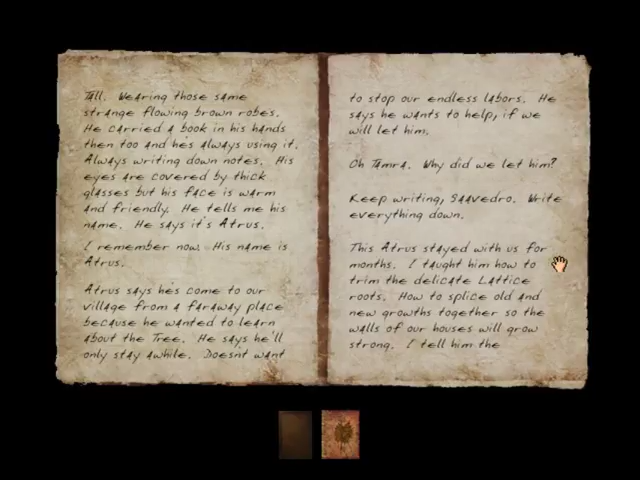 Tall. Wearing those same
strange flowing brown robes.
He carried a book in his hands
then too and he's always using it.
Always writing down notes. His
eyes are covered by thick
glasses but his face is warm
and friendly. He tells me his
name. He says it's Atrus.
I remember now. His name is
Atrus.
Atrus says he's come to our
village from a faraway place
because he wanted to learn
about the Tree. He says he'll
only stay awhile. Doesn't want
to stop our endless labors. He
says he wants to help, if we
will let him.
Oh Tamra. Why did we let him?
Keep writing, Saavedro. Write
everything down.
This Atrus stayed with us for
months. I taught him how to
trim the delicate Lattice
roots. How to splice old and
new growths together so the
walls of our houses will grow
strong. I tell him the